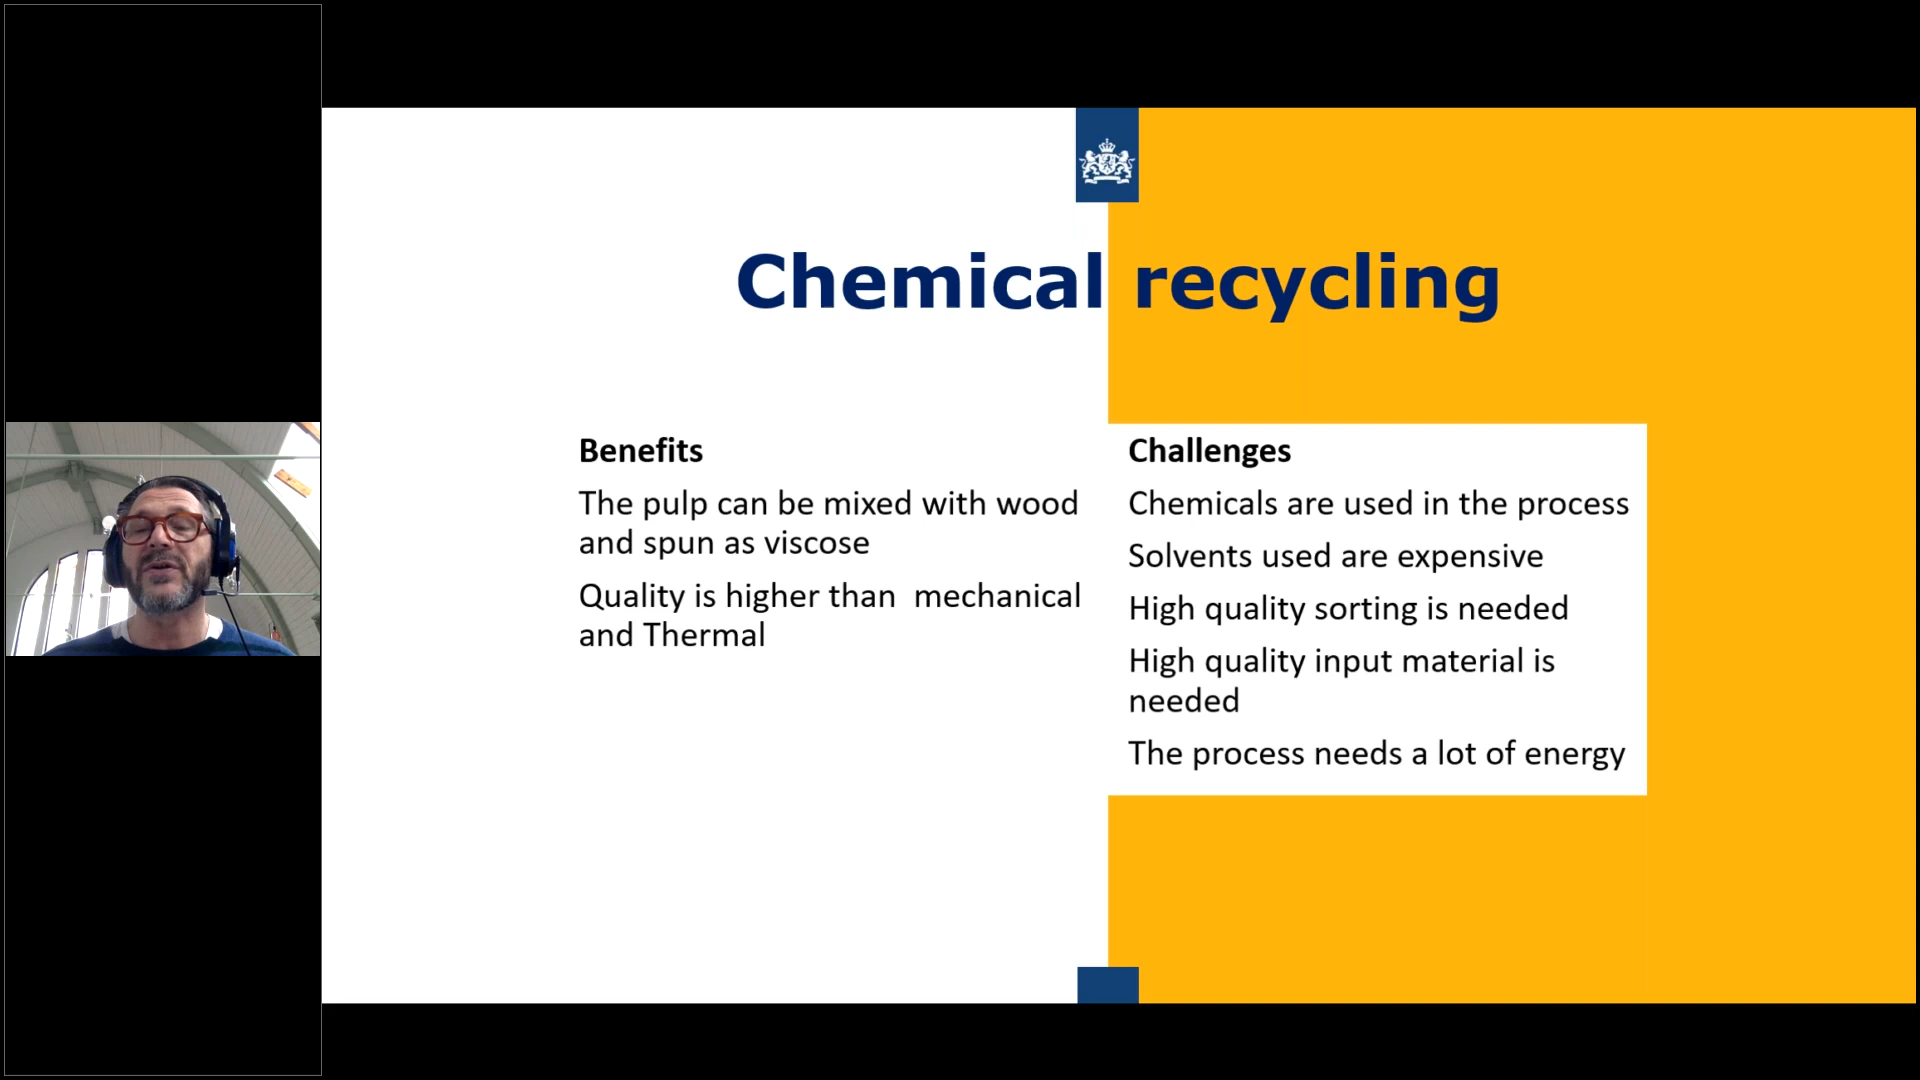 Chemical recycling
Benefits
The pulp can be mixed with wood
and spun as viscose
Quality is higher than  mechanical
and Thermal
Challenges
Chemicals are used in the process
Solvents used are expensive
High quality sorting is needed
High quality input material is
needed
The process needs a lot of energy